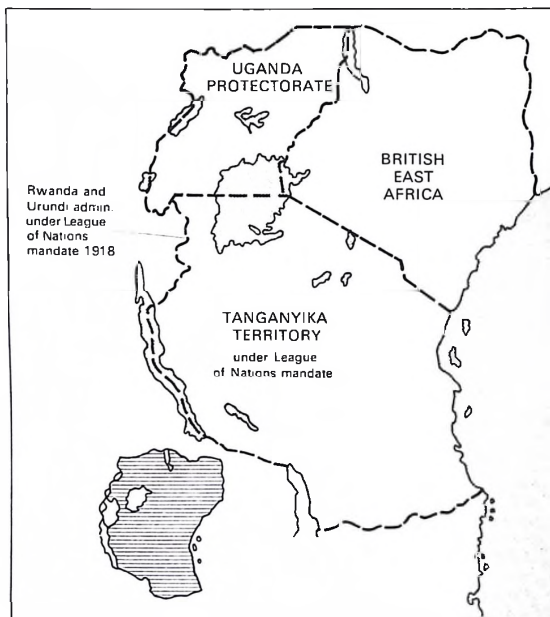 UGANDA
PROTECTORATE
BRITISH
EAST
AFRICA
Rwanda and
Urundi admin.
under League
of Nations
mandate 1918
TANGANYIKA
TERRITORY
under League
of Nations mandate